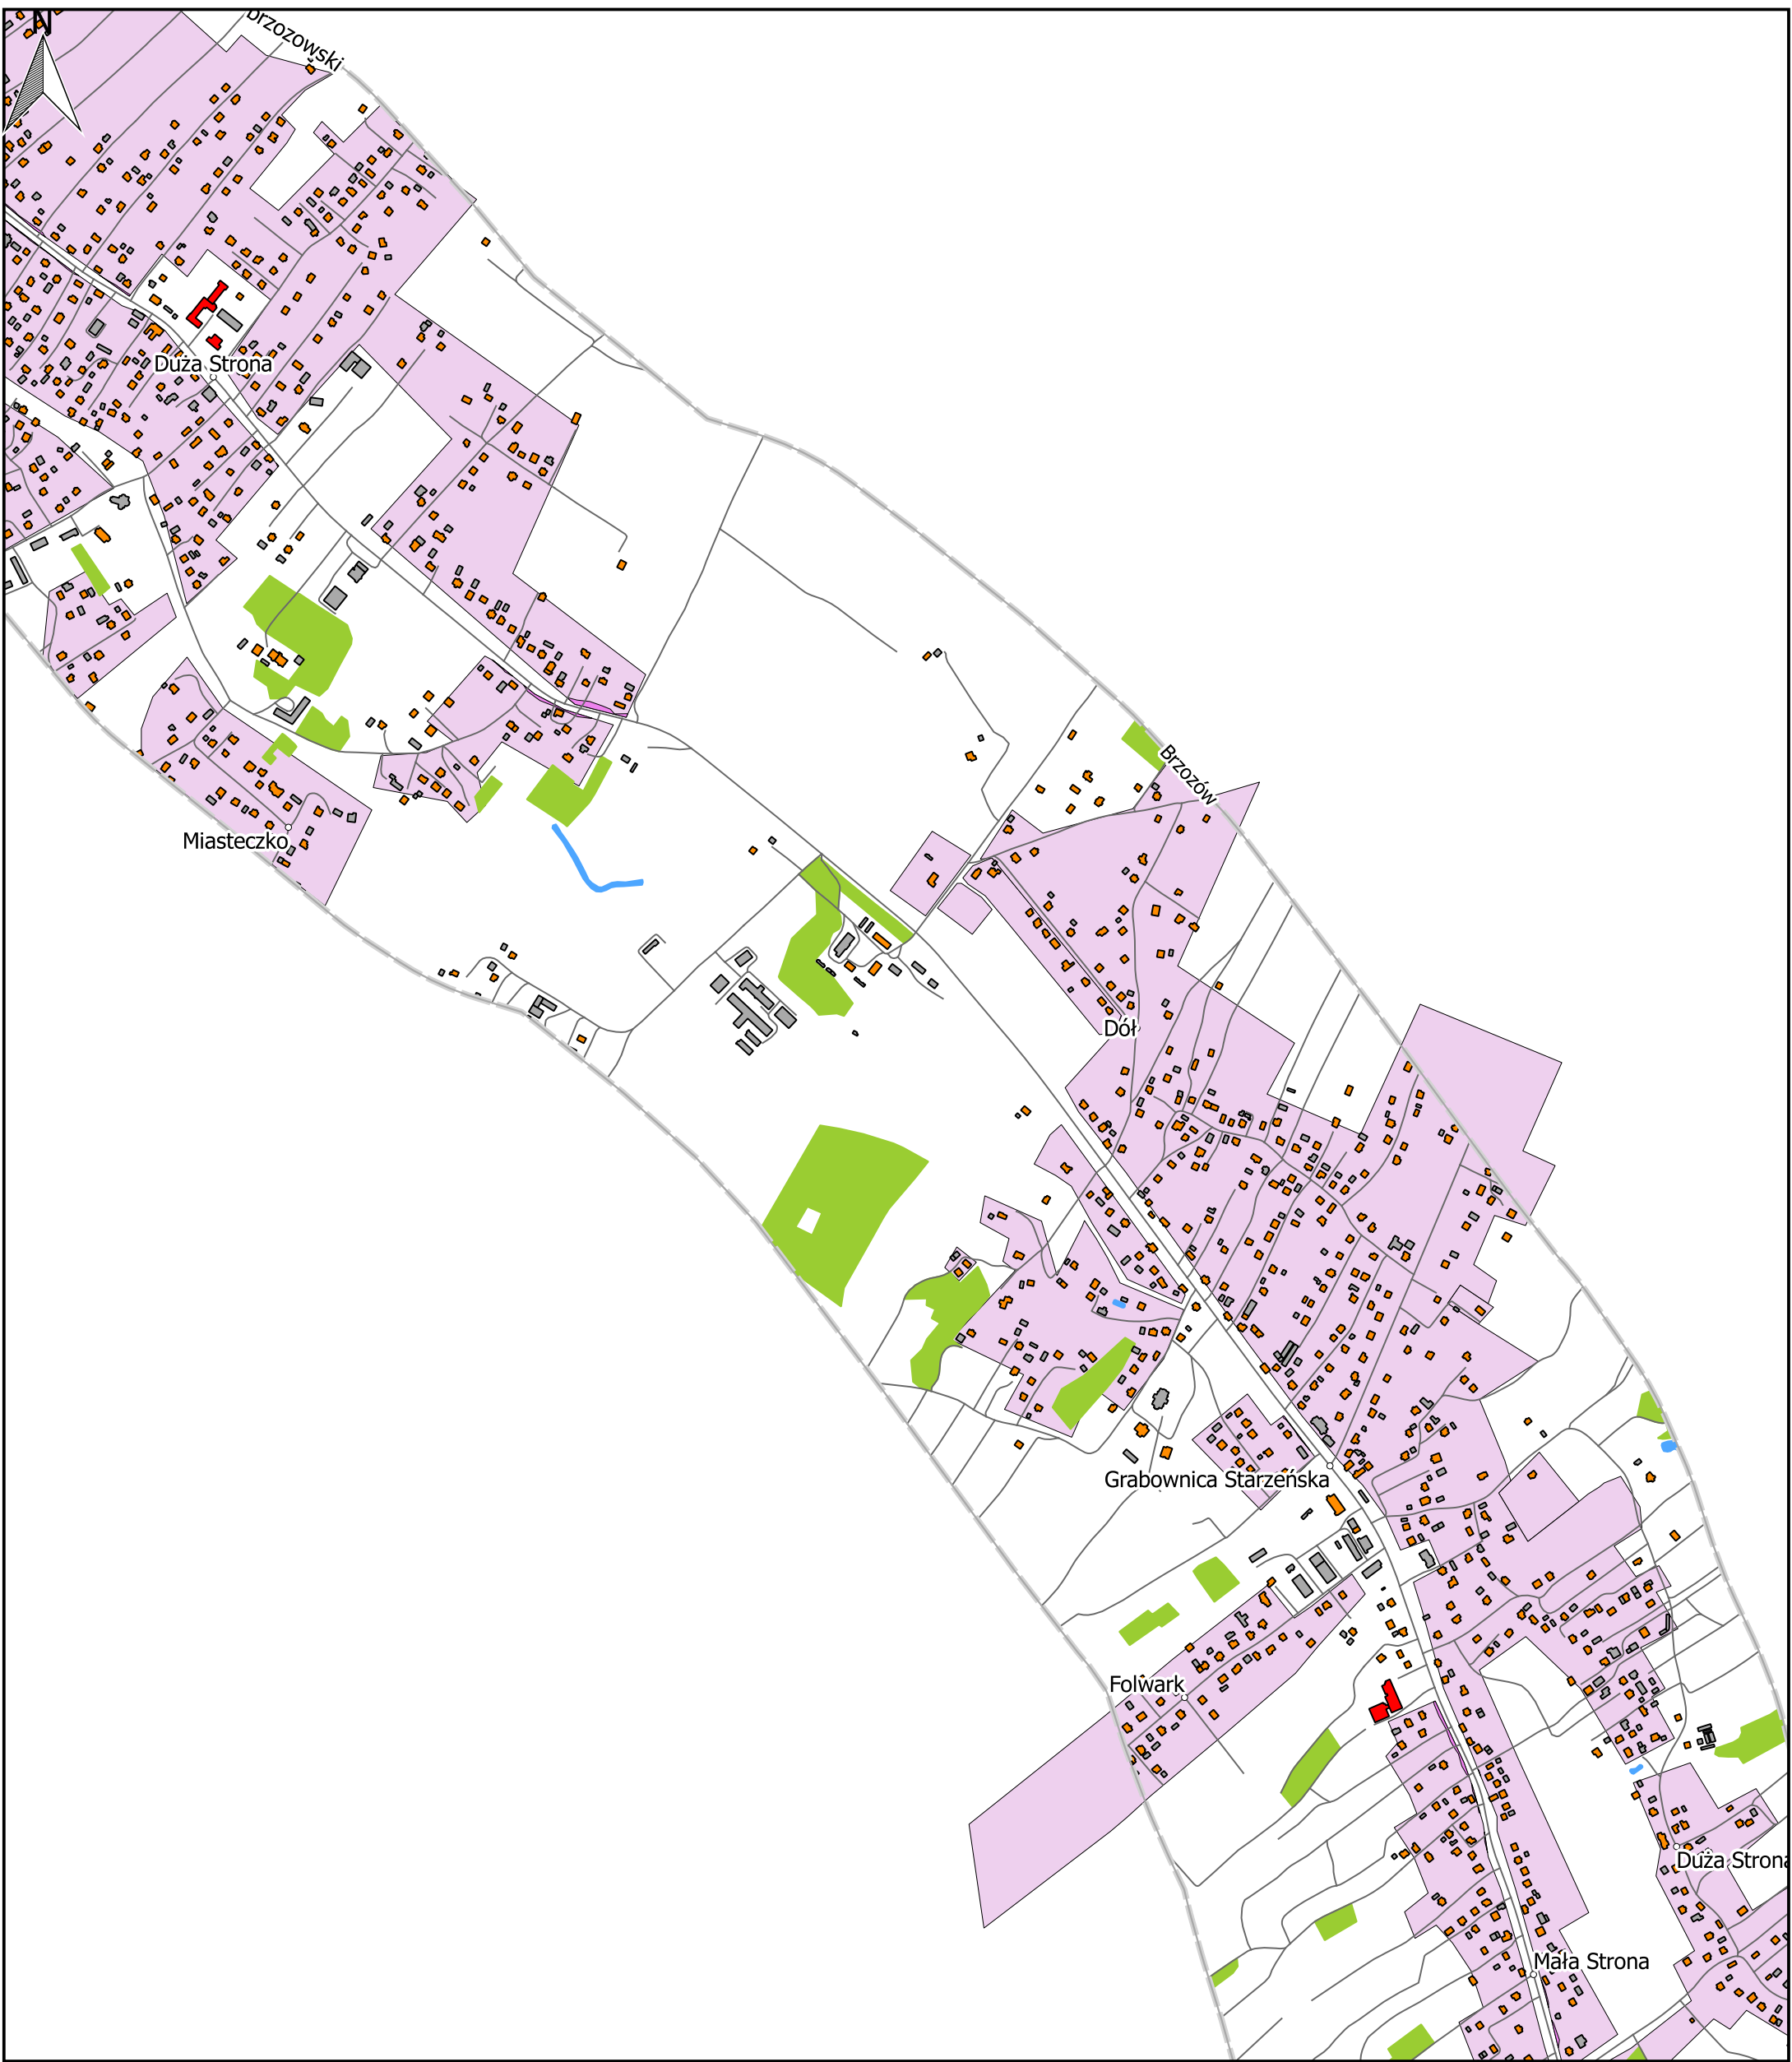 N
brzozowski
Duża Strona
Brzozów
Miasteczko
Dół
Grabownica Starzeńska
Folwark
Duża Strona
Mała Strona